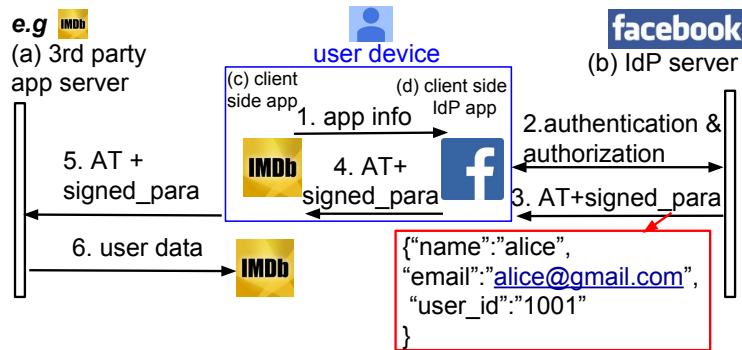 e.g IMDb
(a) 3rd party
app server
user device
facebook
(b) IdP server
(c) client
side app
(d) client side
IdP app
1. app info
IMDb
f
4. AT+
signed_para
2.authentication &
authorization
3. AT+signed_para
5. AT +
signed_para
6. user data
IMDb
{“name”:”alice”,
“email”:”alice@gmail.com”,
“user_id”:”1001”
}